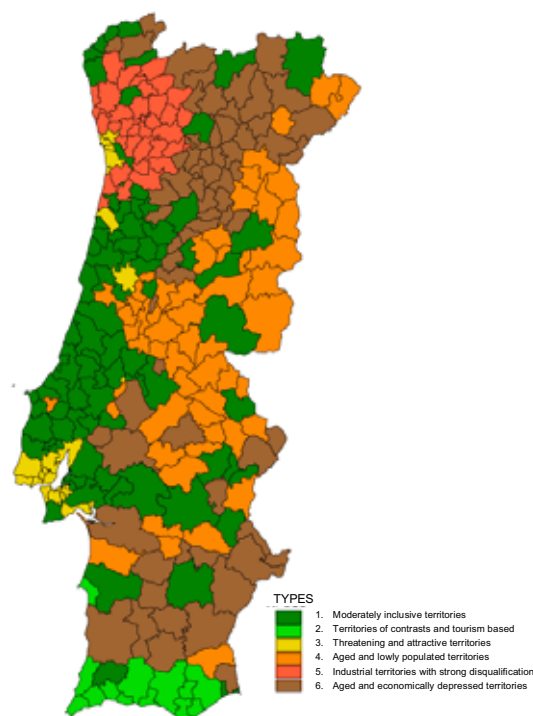 TYPES
1. Moderately inclusive territories
2. Territories of contrasts and tourism based
3. Threatening and attractive territories
4. Aged and lowly populated territories
5. Industrial territories with strong disqualification
6. Aged and economically depressed territories